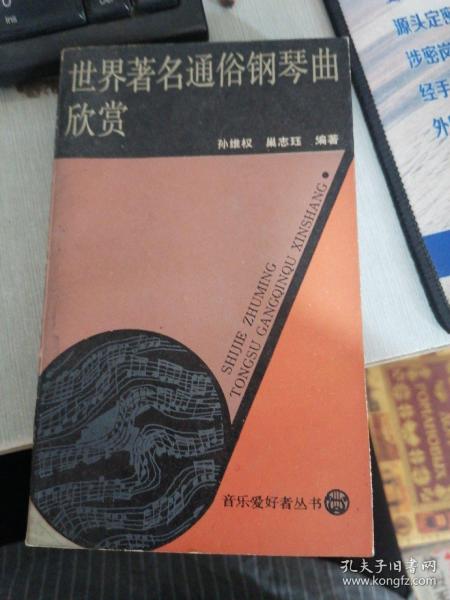 世界著名通俗钢琴曲
欣赏
孙维权 巢志珏 编著
SHIJIE ZHUMING
TONGSU GANGQINQU XINSHANG
音乐爱好者丛书
源头定密
涉密岗
经手
外
Ctrl
孔夫子旧书网
www.kongfz.com